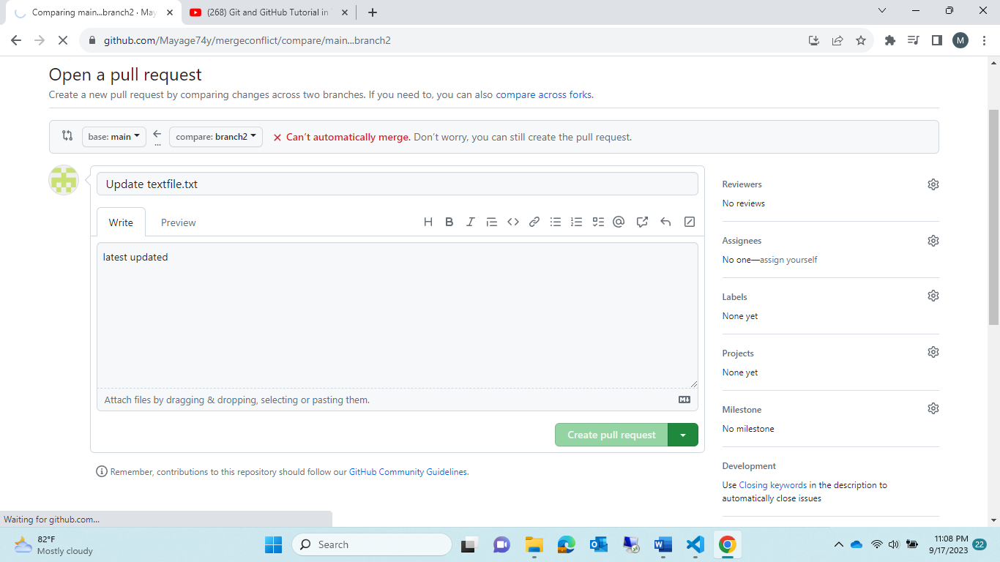 Comparing main...branch2 · May
(268) Git and GitHub Tutorial in
github.com/Mayage74y/mergeconflict/compare/main...branch2
M
Open a pull request
Create a new pull request by comparing changes across two branches. If you need to, you can also compare across forks.
base: main
...
compare: branch2
Can't automatically merge. Don't worry, you can still create the pull request.
Update textfile.txt
Write
Preview
latest updated
Attach files by dragging & dropping, selecting or pasting them.
Create pull request
Remember, contributions to this repository should follow our GitHub Community Guidelines.
Reviewers
No reviews
Assignees
No one—assign yourself
Labels
None yet
Projects
None yet
Milestone
No milestone
Development
Use Closing keywords in the description to
automatically close issues
Waiting for github.com...
82°F
Mostly cloudy
Search
11:08 PM
9/17/2023
22